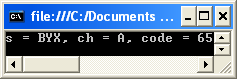 file:///C:/Documents ...
s = BYX, ch = A, code = 65